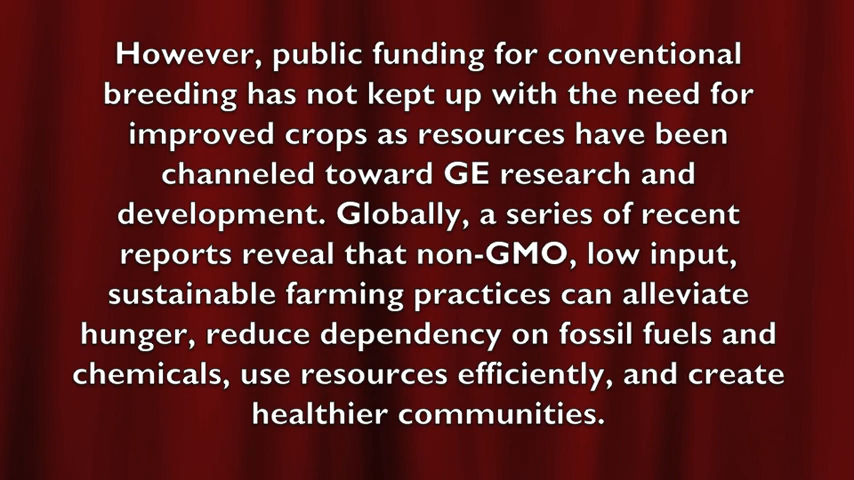 However, public funding for conventional
breeding has not kept up with the need for
improved crops as resources have been
channeled toward GE research and
development. Globally, a series of recent
reports reveal that non-GMO, low input,
sustainable farming practices can alleviate
hunger, reduce dependency on fossil fuels and
chemicals, use resources efficiently, and create
healthier communities.